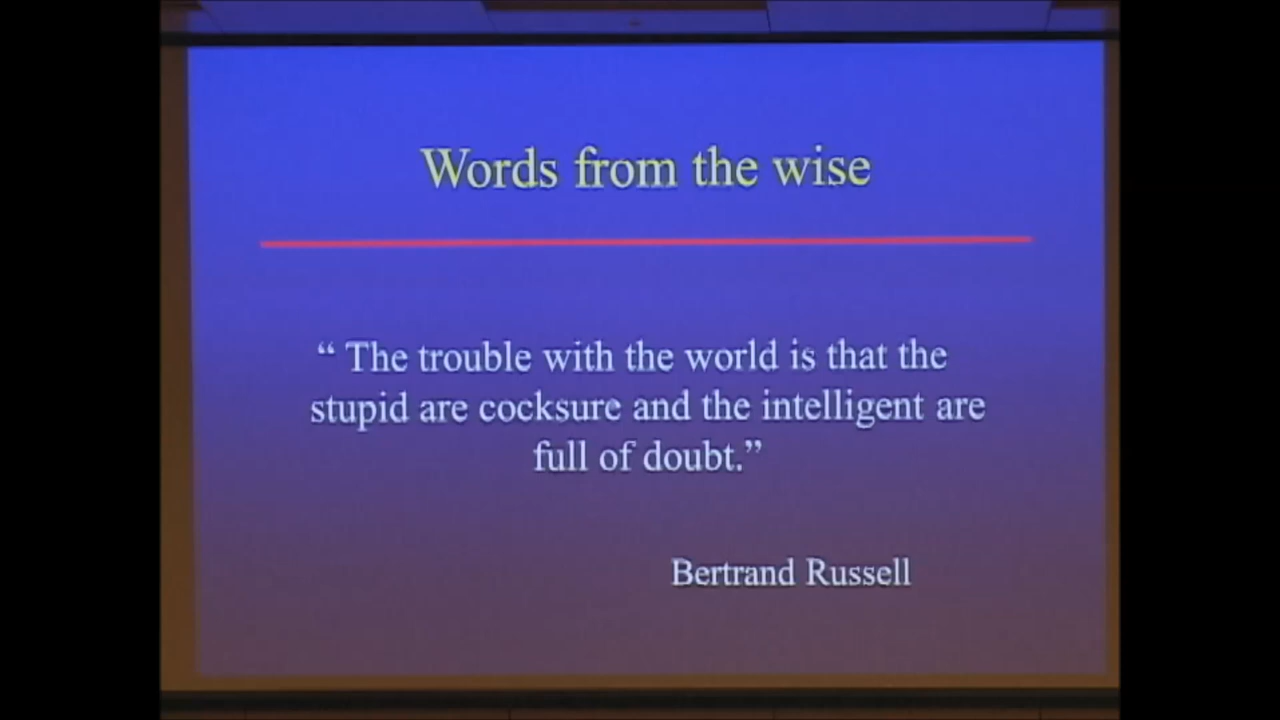 Words from the wise
“ The trouble with the world is that the
stupid are cocksure and the intelligent are
full of doubt.”
Bertrand Russell